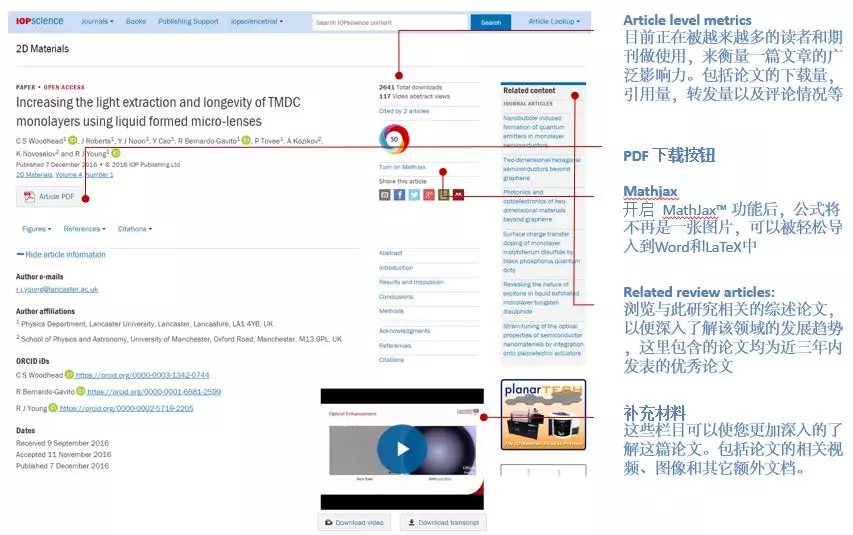 IOPscience
Journals
Books
Publishing Support
iopsciencetrial
Search IOPscience content
Search
Article Lookup
2D Materials
PAPER • OPEN ACCESS
Increasing the light extraction and longevity of TMDC
monolayers using liquid formed micro-lenses
C S Woodhead¹ iD, J Roberts¹, Y J Noon¹, Y Cao¹, R Bernardo-Gavito¹ iD, P Tovee¹, A Kozikov²,
K Novoselov² and R J Young¹ iD
Published 7 December 2016 • © 2016 IOP Publishing Ltd
2D Materials, Volume 4, Number 1
Article PDF
Figures
References
Citations
Hide article information
Author e-mails
r.j.young@lancaster.ac.uk
Author affiliations
¹ Physics Department, Lancaster University, Lancaster, Lancashire, LA1 4YB, UK
² School of Physics and Astronomy, University of Manchester, Oxford Road, Manchester, M13 9PL, UK
ORCID iDs
C S Woodhead iD https://orcid.org/0000-0003-1342-0744
R Bernardo-Gavito iD https://orcid.org/0000-0001-6881-2599
R J Young iD https://orcid.org/0000-0002-5719-2205
Dates
Received 9 September 2016
Accepted 11 November 2016
Published 7 December 2016
2641 Total downloads
117 Video abstract views
Cited by 2 articles
50
Turn on MathJax
Share this article
Abstract
Introduction
Results and discussion
Conclusions
Methods
Acknowledgments
References
Citations
Optical Enhancement
Download video
Download transcript
Related content
JOURNAL ARTICLES
Nanobubble induced
formation of quantum
emitters in monolayer
semiconductors
Two-dimensional hexagonal
semiconductors beyond
graphene
Photonics and
optoelectronics of two-
dimensional materials
beyond graphene
Surface charge transfer
doping of monolayer
molybdenum disulfide by
black phosphorus quantum
dots
Revealing the nature of
excitons in liquid exfoliated
monolayer tungsten
disulphide
Strain-tuning of the optical
properties of semiconductor
nanomaterials by integration
onto piezoelectric actuators
planarTECH
The 2D Materials Solution Provider
Article level metrics
目前正在被越来越多的读者和期
刊做使用，来衡量一篇文章的广
泛影响力。包括论文的下载量，
引用量，转发量以及评论情况等
PDF 下载按钮
Mathjax
开启 MathJax™ 功能后，公式将
不再是一张图片，可以被轻松导
入到Word和LaTeX中
Related review articles:
浏览与此研究相关的综述论文，
以便深入了解该领域的发展趋势
，这里包含的论文均为近三年内
发表的优秀论文
补充材料
这些栏目可以使您更加深入的了
解这篇论文。包括论文的相关视
频、图像和其它额外文档。